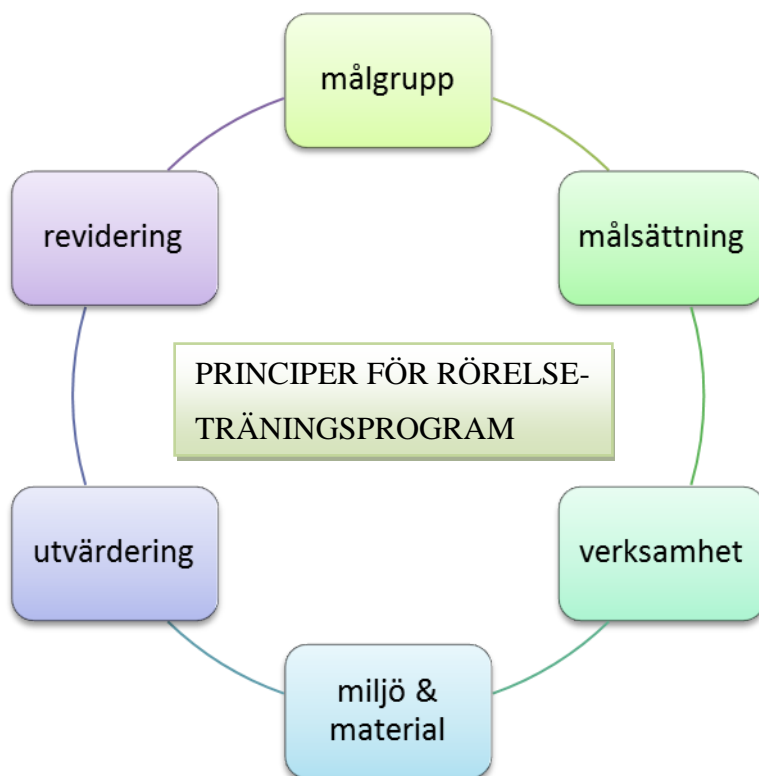 målgrupp
målsättning
verksamhet
miljö &
material
utvärdering
revidering
PRINCIPER FÖR RÖRELSE-
TRÄNINGSPROGRAM